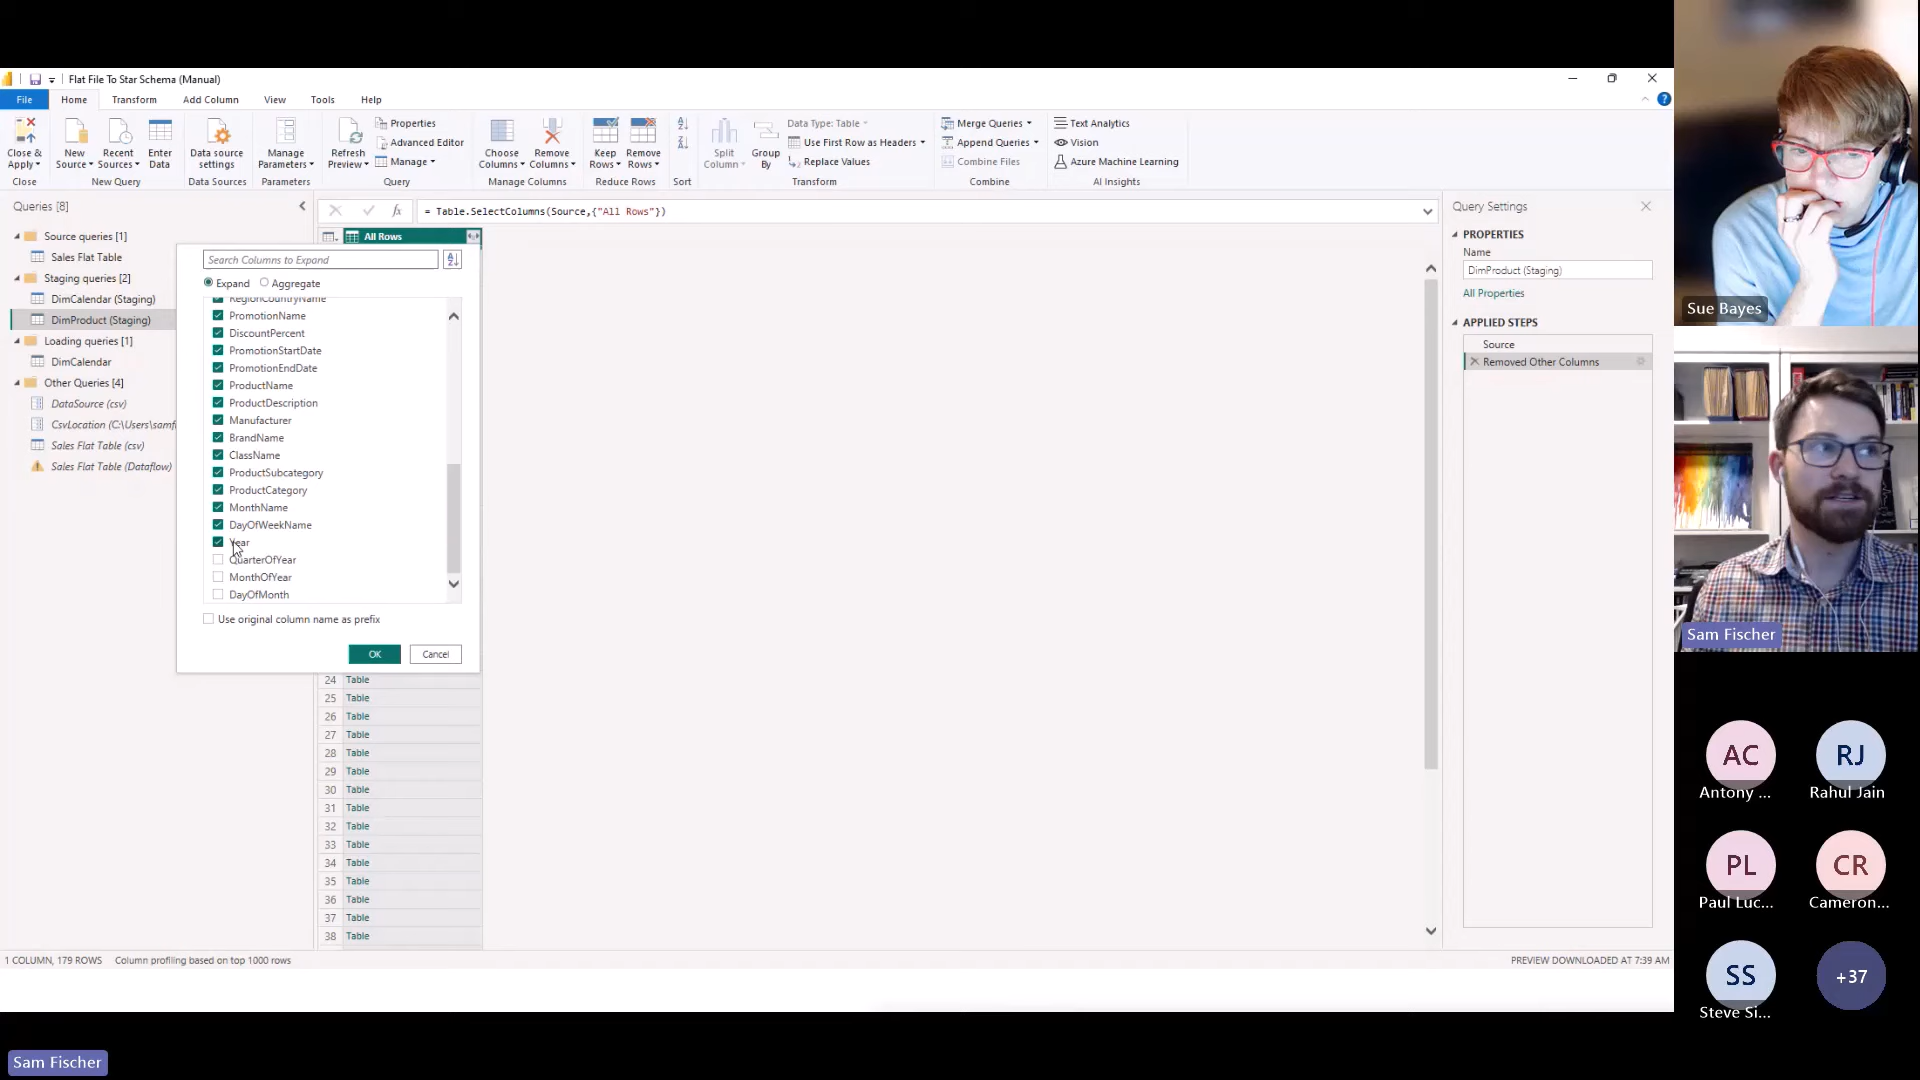 Flat File To Star Schema (Manual)
File
Home
Transform
Add Column
View
Tools
Help
Close & Apply
New Source
Recent Sources
Enter Data
Data source settings
Manage Parameters
Refresh Preview
Properties
Advanced Editor
Manage
Choose Columns
Remove Columns
Keep Rows
Remove Rows
Split Column
Group By
Data Type: Table
Use First Row as Headers
Replace Values
Merge Queries
Append Queries
Combine Files
Text Analytics
Vision
Azure Machine Learning
Close
New Query
Data Sources
Parameters
Query
Manage Columns
Reduce Rows
Sort
Transform
Combine
AI Insights
Queries [8]
fx
= Table.SelectColumns(Source,{"All Rows"})
Source queries [1]
Sales Flat Table
Staging queries [2]
DimCalendar (Staging)
DimProduct (Staging)
Loading queries [1]
DimCalendar
Other Queries [4]
DataSource (csv)
CsvLocation (C:\Users\samf
Sales Flat Table (csv)
Sales Flat Table (Dataflow)
All Rows
Search Columns to Expand
Expand
Aggregate
RegionCountryName
PromotionName
DiscountPercent
PromotionStartDate
PromotionEndDate
ProductName
ProductDescription
Manufacturer
BrandName
ClassName
ProductSubcategory
ProductCategory
MonthName
DayOfWeekName
Year
QuarterOfYear
MonthOfYear
DayOfMonth
Use original column name as prefix
OK
Cancel
24 Table
25 Table
26 Table
27 Table
28 Table
29 Table
30 Table
31 Table
32 Table
33 Table
34 Table
35 Table
36 Table
37 Table
38 Table
Query Settings
PROPERTIES
Name
DimProduct (Staging)
All Properties
APPLIED STEPS
Source
Removed Other Columns
1 COLUMN, 179 ROWS
Column profiling based on top 1000 rows
PREVIEW DOWNLOADED AT 7:39 AM
Sue Bayes
Sam Fischer
AC
Antony ...
RJ
Rahul Jain
PL
Paul Luc...
CR
Cameron...
SS
Steve Si...
+37
Sam Fischer